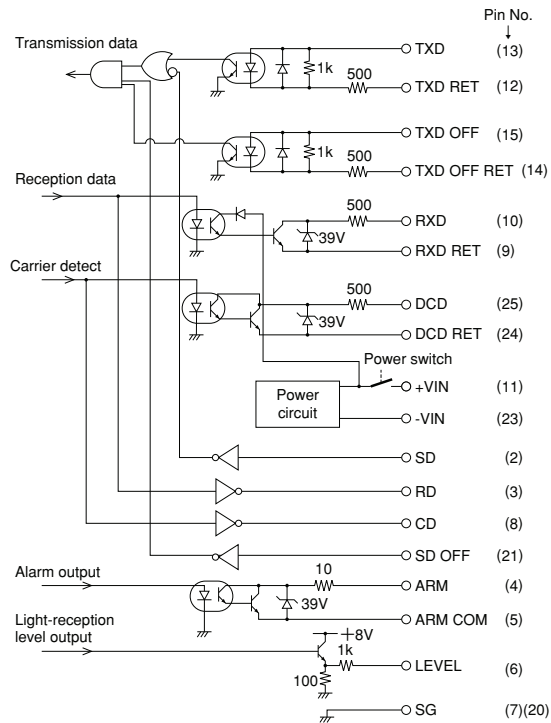 Pin No.
Transmission data
TXD (13)
1k
500
TXD RET (12)
TXD OFF (15)
1k
500
TXD OFF RET (14)
Reception data
500
RXD (10)
39V
RXD RET (9)
Carrier detect
500
DCD (25)
39V
DCD RET (24)
Power switch
+VIN (11)
Power
circuit
-VIN (23)
SD (2)
RD (3)
CD (8)
SD OFF (21)
Alarm output
10
ARM (4)
39V
ARM COM (5)
Light-reception
level output
+8V
1k
LEVEL (6)
100
SG (7)(20)